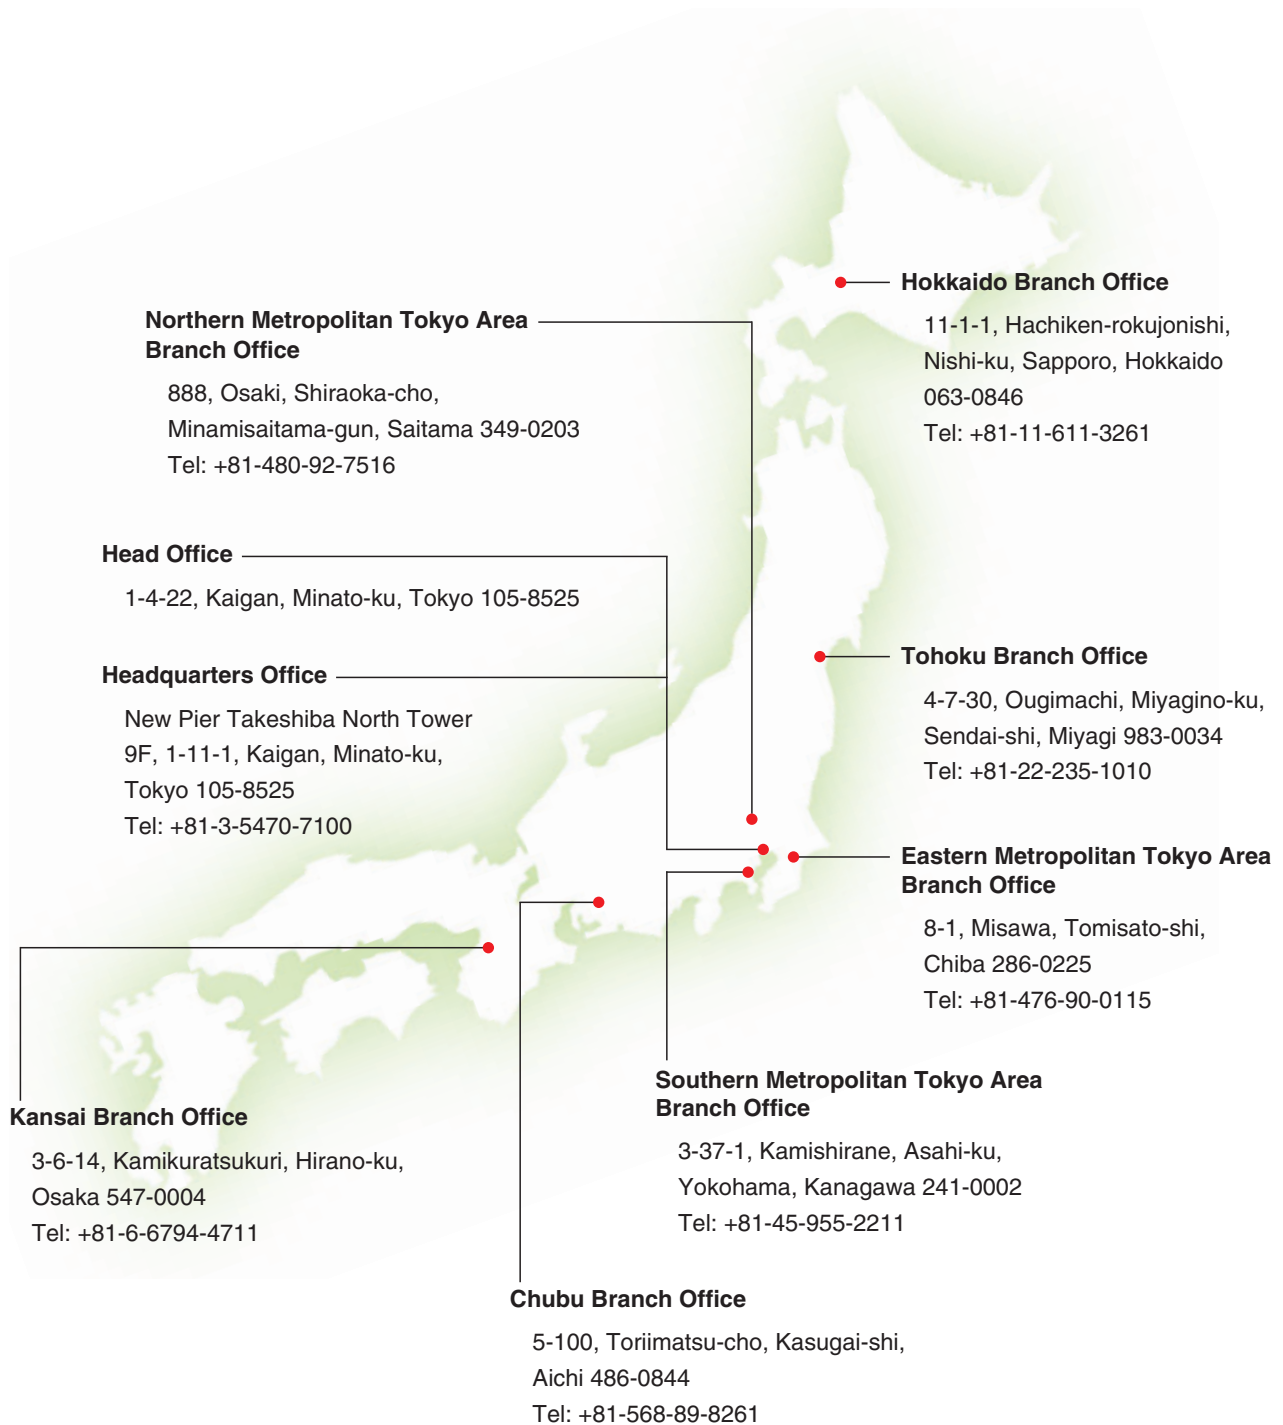 Hokkaido Branch Office
11-1-1, Hachiken-rokujonishi,
Nishi-ku, Sapporo, Hokkaido
063-0846
Tel: +81-11-611-3261
Northern Metropolitan Tokyo Area
Branch Office
888, Osaki, Shiraoka-cho,
Minamisaitama-gun, Saitama 349-0203
Tel: +81-480-92-7516
Head Office
1-4-22, Kaigan, Minato-ku, Tokyo 105-8525
Headquarters Office
New Pier Takeshiba North Tower
9F, 1-11-1, Kaigan, Minato-ku,
Tokyo 105-8525
Tel: +81-3-5470-7100
Tohoku Branch Office
4-7-30, Ougimachi, Miyagino-ku,
Sendai-shi, Miyagi 983-0034
Tel: +81-22-235-1010
Eastern Metropolitan Tokyo Area
Branch Office
8-1, Misawa, Tomisato-shi,
Chiba 286-0225
Tel: +81-476-90-0115
Southern Metropolitan Tokyo Area
Branch Office
3-37-1, Kamishirane, Asahi-ku,
Yokohama, Kanagawa 241-0002
Tel: +81-45-955-2211
Kansai Branch Office
3-6-14, Kamikuratsukuri, Hirano-ku,
Osaka 547-0004
Tel: +81-6-6794-4711
Chubu Branch Office
5-100, Toriimatsu-cho, Kasugai-shi,
Aichi 486-0844
Tel: +81-568-89-8261